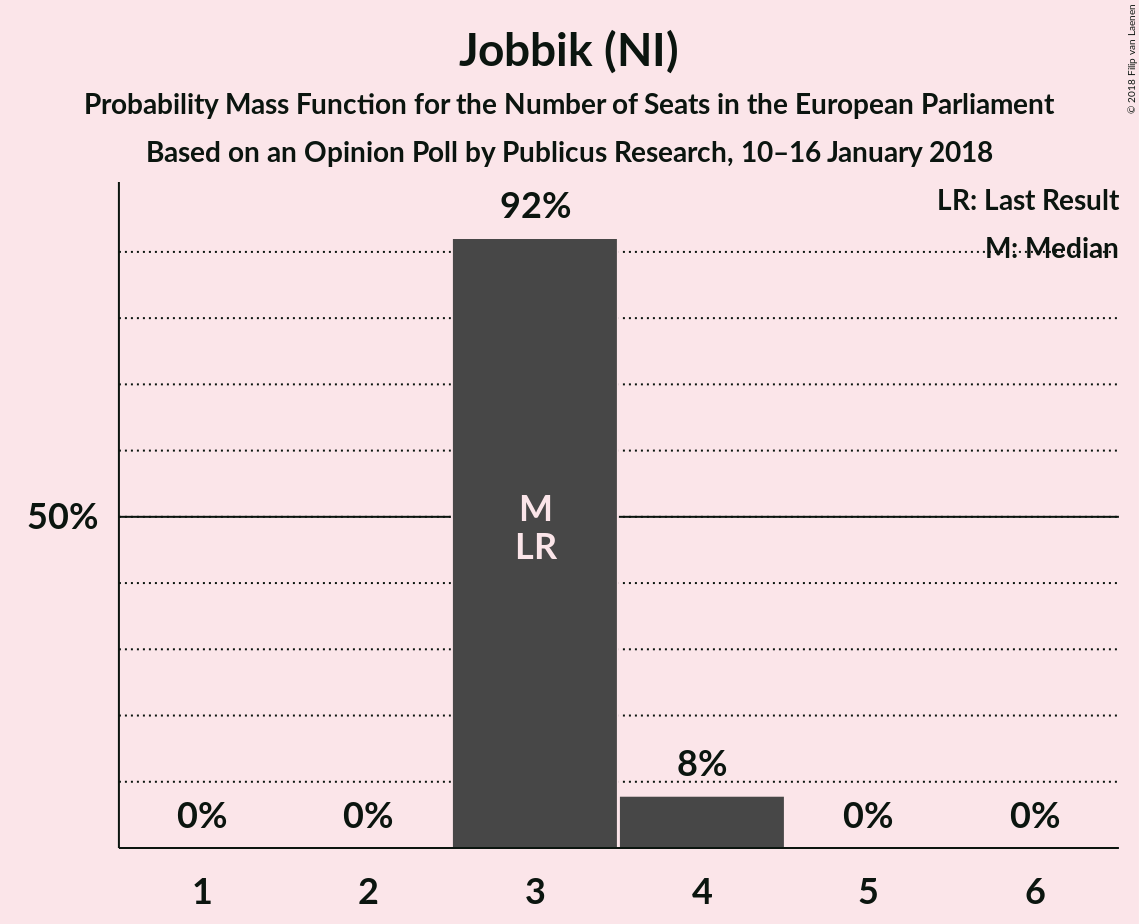 Jobbik (NI)
Probability Mass Function for the Number of Seats in the European Parliament
Based on an Opinion Poll by Publicus Research, 10–16 January 2018
© 2018 Filip van Laenen
LR: Last Result
M: Median
92%
50%
M
LR
8%
0%
0%
0%
0%
1
2
3
4
5
6